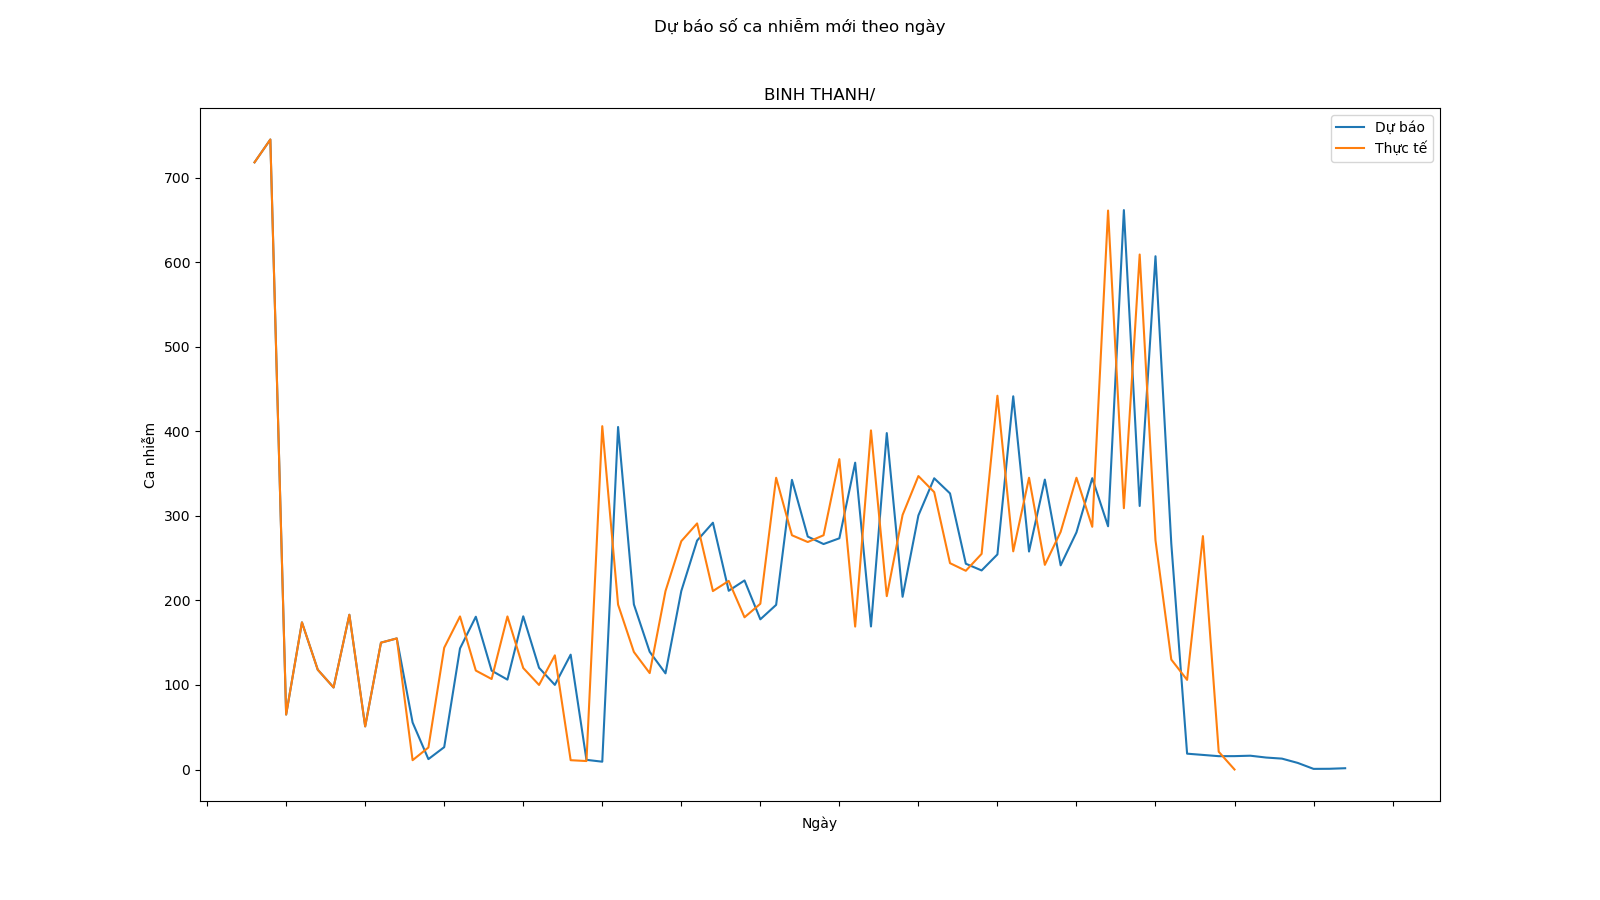 Dự báo số ca nhiễm mới theo ngày
BINH THANH/
Dự báo
Thực tế
700
600
500
400
300
200
100
0
Ca nhiễm
Ngày